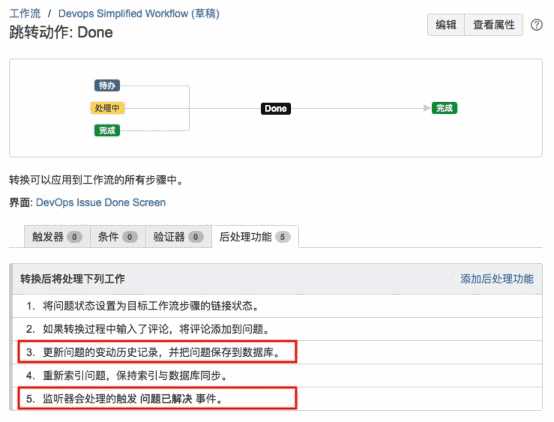 工作流 / Devops Simplified Workflow (草稿)
跳转动作: Done
编辑 查看属性
待办
处理中
完成
Done
完成
转换可以应用到工作流的所有步骤中。
界面: DevOps Issue Done Screen
触发器 0 条件 0 验证器 0 后处理功能 5
转换后将处理下列工作 添加后处理功能
1. 将问题状态设置为目标工作流步骤的链接状态。
2. 如果转换过程中输入了评论，将评论添加到问题。
3. 更新问题的变动历史记录，并把问题保存到数据库。
4. 重新索引问题，保持索引与数据库同步。
5. 监听器会处理的触发 问题已解决 事件。